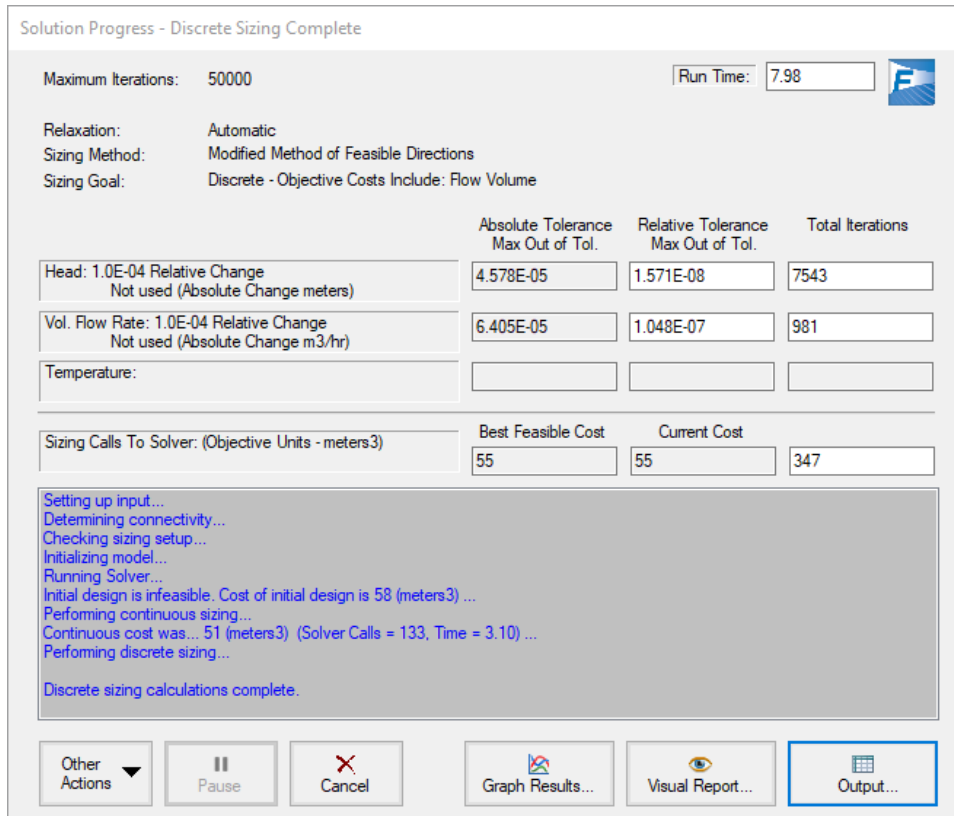 Solution Progress - Discrete Sizing Complete
Maximum Iterations: 50000 Run Time: 7.98
Relaxation: Automatic
Sizing Method: Modified Method of Feasible Directions
Sizing Goal: Discrete - Objective Costs Include: Flow Volume
Absolute Tolerance Relative Tolerance Total Iterations
Max Out of Tol. Max Out of Tol.
Head: 1.0E-04 Relative Change 4.578E-05 1.571E-08 7543
Not used (Absolute Change meters)
Vol. Flow Rate: 1.0E-04 Relative Change 6.405E-05 1.048E-07 981
Not used (Absolute Change m3/hr)
Temperature:
Best Feasible Cost Current Cost
Sizing Calls To Solver: (Objective Units - meters3) 55 55 347
Setting up input...
Determining connectivity...
Checking sizing setup...
Initializing model...
Running Solver...
Initial design is infeasible. Cost of initial design is 58 (meters3) ...
Performing continuous sizing...
Continuous cost was... 51 (meters3) (Solver Calls = 133, Time = 3.10) ...
Performing discrete sizing...
Discrete sizing calculations complete.
Other Actions Pause Cancel Graph Results... Visual Report... Output...